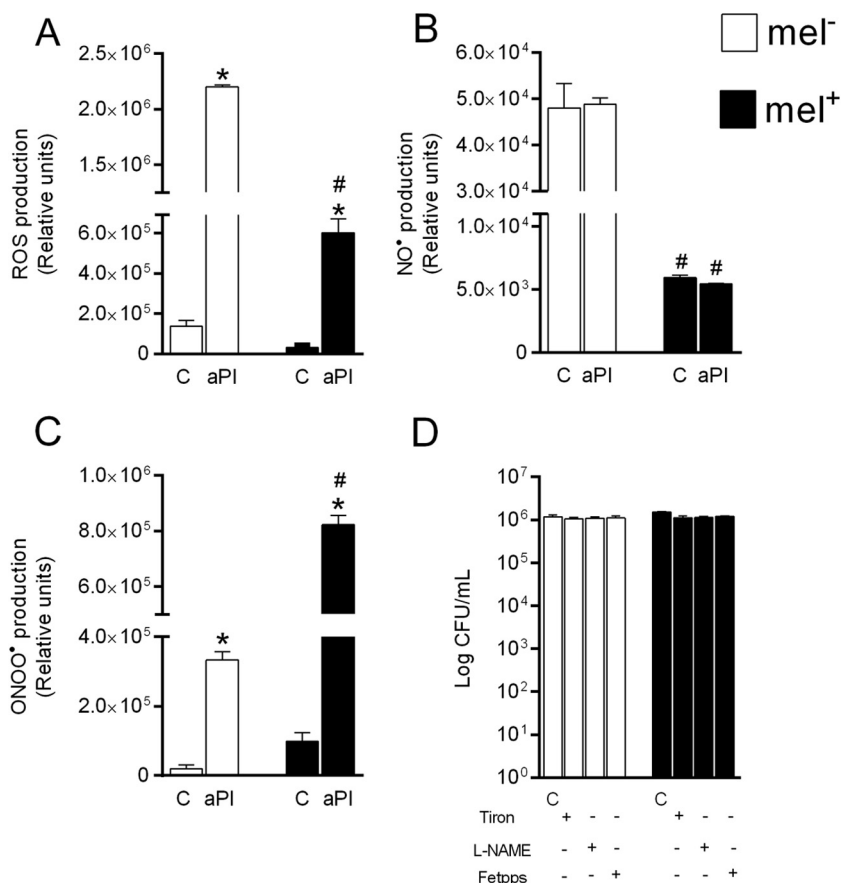 A
B
mel-
mel+
ROS production
(Relative units)
2.5×10⁶
2.0×10⁶
1.5×10⁶
6.0×10⁵
4.0×10⁵
2.0×10⁵
0
*
#
*
C aPI C aPI
NO• production
(Relative units)
6.0×10⁴
5.0×10⁴
4.0×10⁴
3.0×10⁴
1.0×10⁴
5.0×10³
0
# #
C aPI C aPI
C
D
ONOO• production
(Relative units)
1.0×10⁶
8.0×10⁵
6.0×10⁵
4.0×10⁵
2.0×10⁵
0
*
#
*
C aPI C aPI
Log CFU/mL
10⁷
10⁶
10⁵
10⁴
10³
10²
10¹
10⁰
C C
Tiron + - - + - -
L-NAME - + - - + -
Fetpps - - + - - +